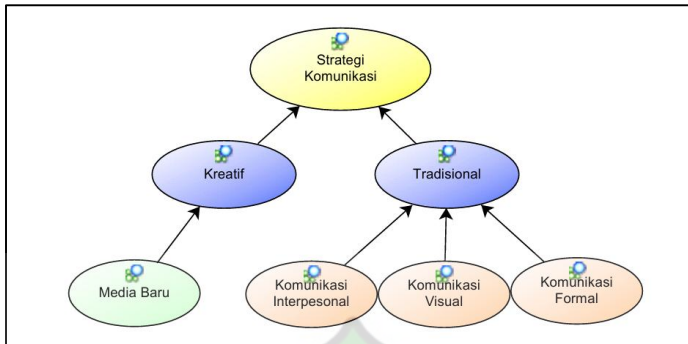 Strategi
Komunikasi
Kreatif
Tradisional
Media Baru
Komunikasi
Interpesonal
Komunikasi
Visual
Komunikasi
Formal